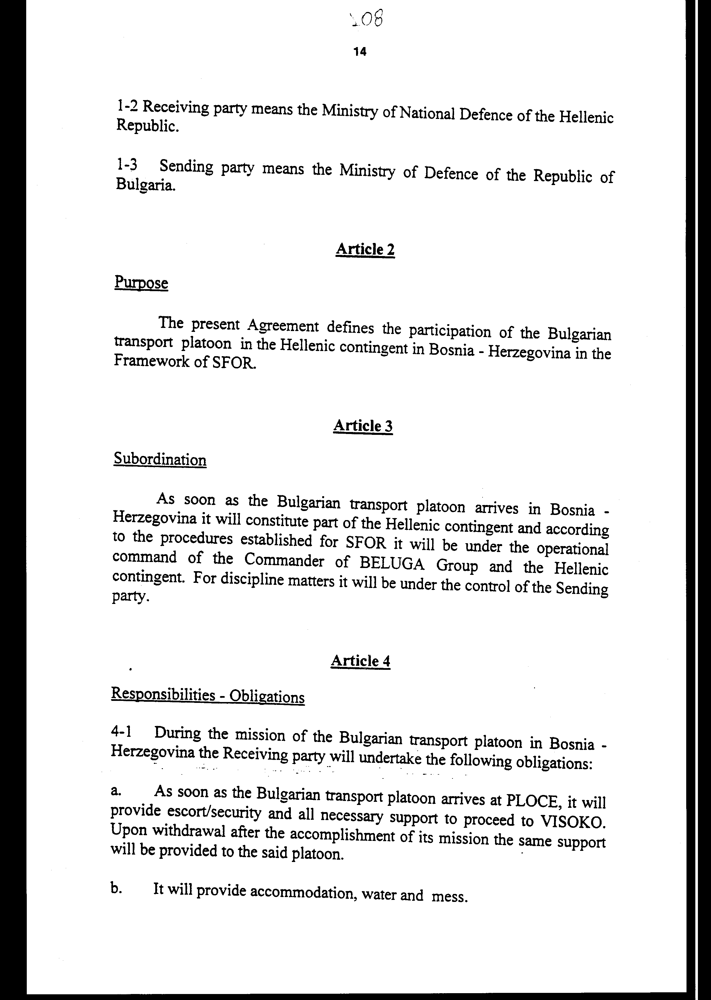 108
14
1-2 Receiving party means the Ministry of National Defence of the Hellenic
Republic.
1-3 Sending party means the Ministry of Defence of the Republic of
Bulgaria.
Article 2
Purpose
The present Agreement defines the participation of the Bulgarian
transport platoon in the Hellenic contingent in Bosnia - Herzegovina in the
Framework of SFOR.
Article 3
Subordination
As soon as the Bulgarian transport platoon arrives in Bosnia -
Herzegovina it will constitute part of the Hellenic contingent and according
to the procedures established for SFOR it will be under the operational
command of the Commander of BELUGA Group and the Hellenic
contingent. For discipline matters it will be under the control of the Sending
party.
Article 4
Responsibilities - Obligations
4-1 During the mission of the Bulgarian transport platoon in Bosnia -
Herzegovina the Receiving party will undertake the following obligations:
a. As soon as the Bulgarian transport platoon arrives at PLOCE, it will
provide escort/security and all necessary support to proceed to VISOKO.
Upon withdrawal after the accomplishment of its mission the same support
will be provided to the said platoon.
b. It will provide accommodation, water and mess.